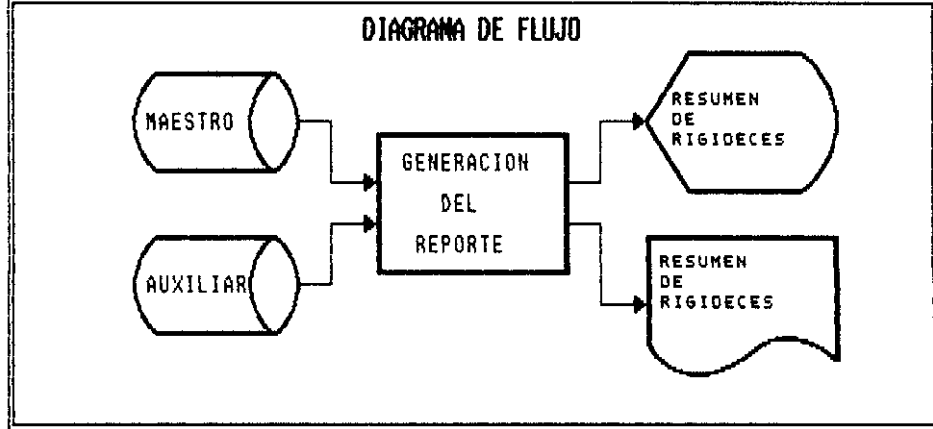 DIAGRAMA DE FLUJO
MAESTRO
AUXILIAR
GENERACION
DEL
REPORTE
RESUMEN
DE
RIGIDECES
RESUMEN
DE
RIGIDECES